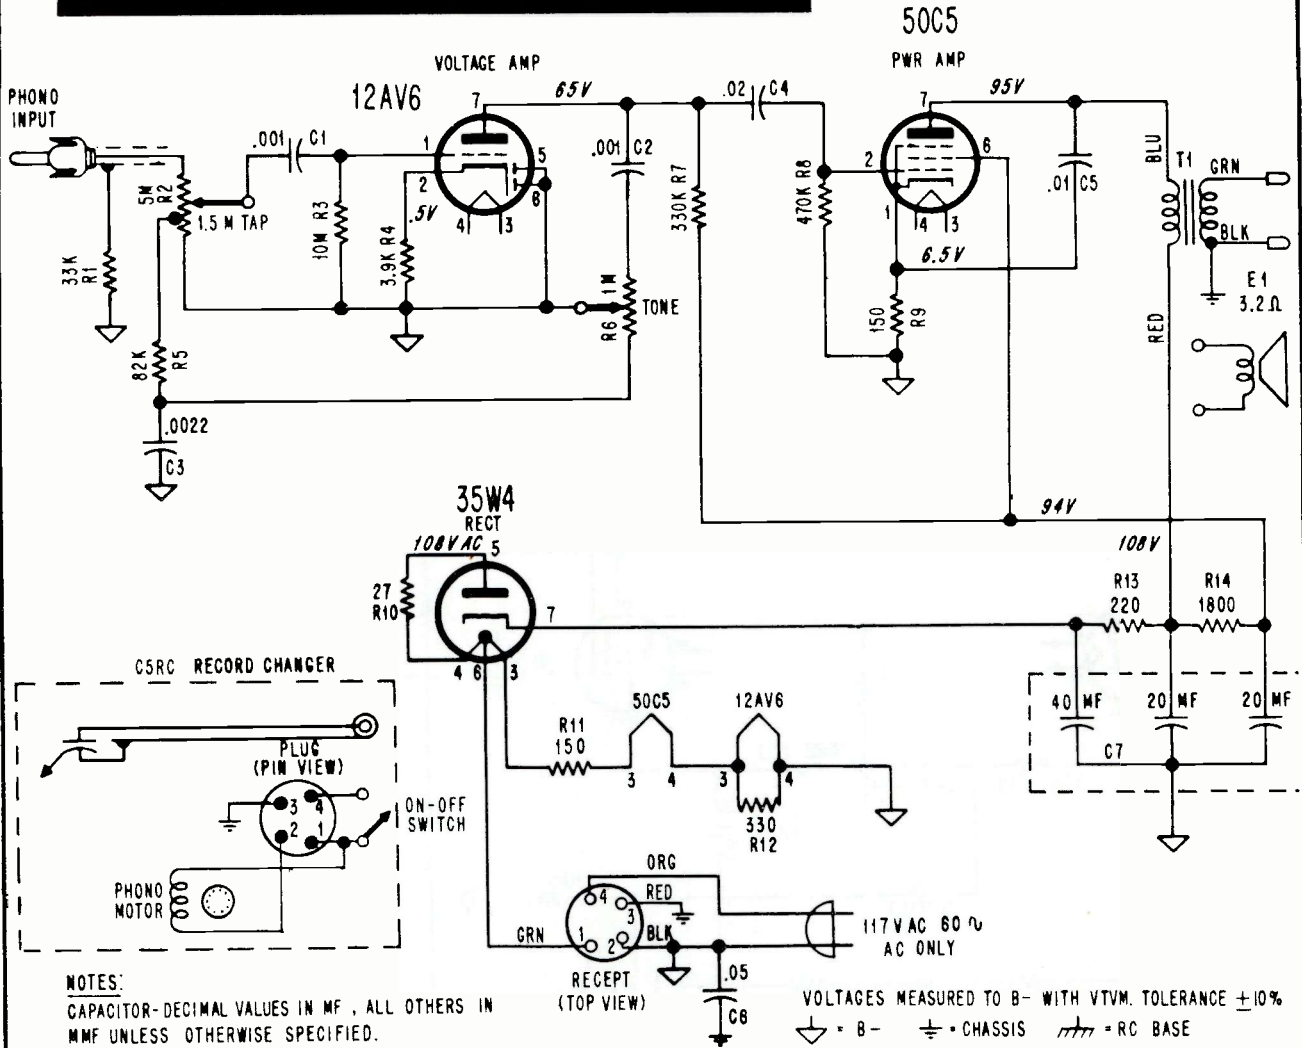 50C5
PWR AMP
VOLTAGE AMP
12AV6
PHONO
INPUT
7
65V
.02
C4
7
95V
.001
C1
1
2
.5V
5
6
4
3
.001
C2
5M
R2
1.5 M TAP
10M R3
3.9K R4
33K
R1
330K R7
470K R8
2
6
1
4
3
6.5V
.01
C5
BLU
T1
GRN
BLK
RED
E1
3.2Ω
1M
R6
TONE
150
R9
82K
R5
.0022
C3
35W4
RECT
108V AC
5
94V
108V
27
R10
7
4
6
3
R13
220
R14
1800
C5RC RECORD CHANGER
PLUG
(PIN VIEW)
3
4
2
1
ON-OFF
SWITCH
PHONO
MOTOR
R11
150
50C5
3
4
12AV6
3
4
330
R12
40 MF
20 MF
20 MF
C7
ORG
RED
BLK
GRN
4
3
1
2
RECEPT
(TOP VIEW)
117 V AC 60 ∿
AC ONLY
.05
C6
NOTES:
CAPACITOR-DECIMAL VALUES IN MF , ALL OTHERS IN
MMF UNLESS OTHERWISE SPECIFIED.
VOLTAGES MEASURED TO B- WITH VTVM. TOLERANCE ±10%
= B- = CHASSIS = RC BASE